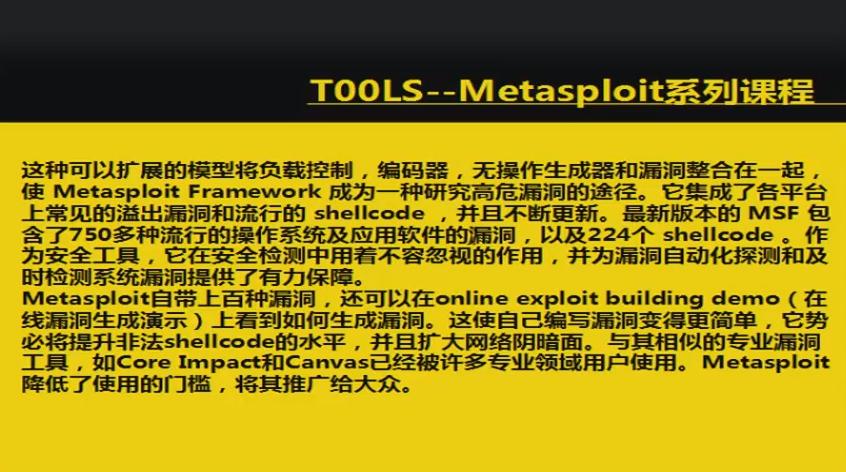 T00LS--Metasploit系列课程
这种可以扩展的模型将负载控制，编码器，无操作生成器和漏洞整合在一起，
使 Metasploit Framework 成为一种研究高危漏洞的途径。它集成了各平台
上常见的溢出漏洞和流行的 shellcode ，并且不断更新。最新版本的 MSF 包
含了750多种流行的操作系统及应用软件的漏洞，以及224个 shellcode 。作
为安全工具，它在安全检测中用着不容忽视的作用，并为漏洞自动化探测和及
时检测系统漏洞提供了有力保障。
Metasploit自带上百种漏洞，还可以在online exploit building demo（在
线漏洞生成演示）上看到如何生成漏洞。这使自己编写漏洞变得更简单，它势
必将提升非法shellcode的水平，并且扩大网络阴暗面。与其相似的专业漏洞
工具，如Core Impact和Canvas已经被许多专业领域用户使用。Metasploit
降低了使用的门槛，将其推广给大众。